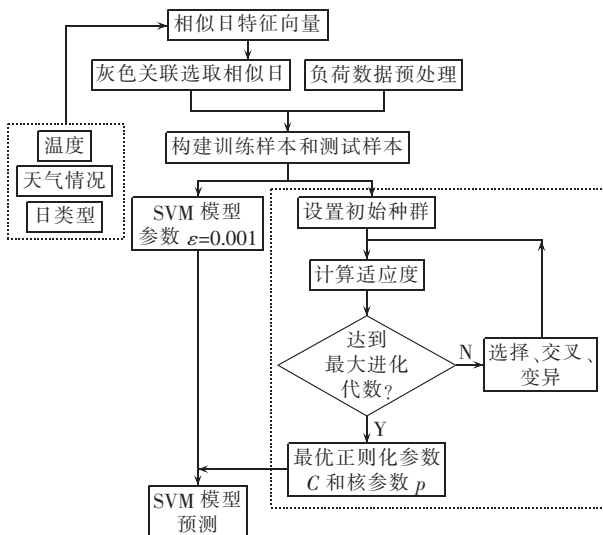 相似日特征向量
灰色关联选取相似日
负荷数据预处理
温度
天气情况
日类型
构建训练样本和测试样本
SVM 模型
参数 ε=0.001
设置初始种群
计算适应度
达到
最大进化
代数?
N
选择、交叉、
变异
Y
最优正则化参数
C 和核参数 p
SVM 模型
预测